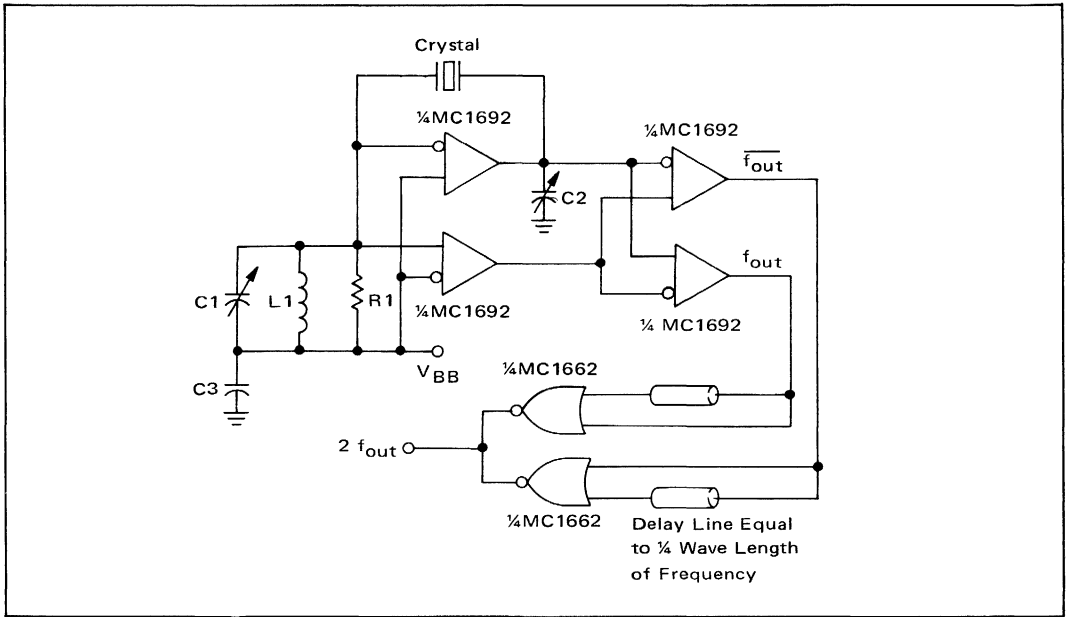 Crystal
¼MC1692
¼MC1692
f̅o̅u̅t̅
C2
fout
C1
L1
R1
¼MC1692
¼ MC1692
VBB
C3
¼MC1662
2 fout
¼MC1662
Delay Line Equal
to ¼ Wave Length
of Frequency